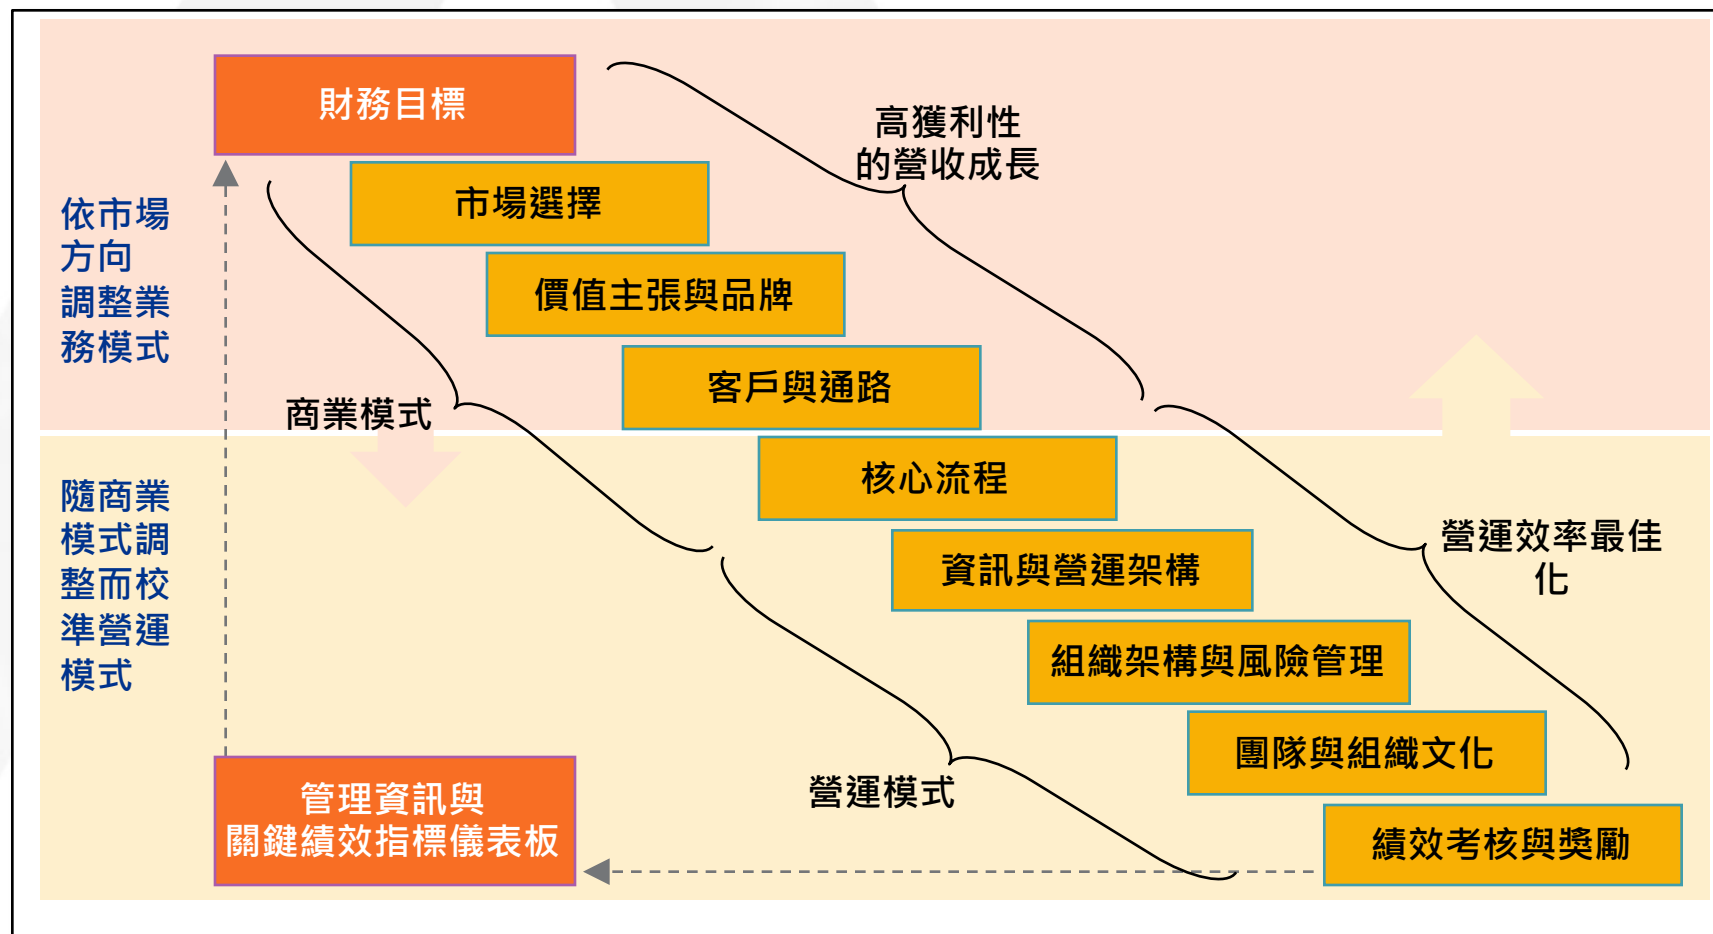 財務目標
高獲利性
的營收成長
市場選擇
依市場
方向
調整業
務模式
價值主張與品牌
客戶與通路
商業模式
核心流程
隨商業
模式調
整而校
準營運
模式
營運效率最佳
化
資訊與營運架構
組織架構與風險管理
團隊與組織文化
管理資訊與
關鍵績效指標儀表板
營運模式
績效考核與獎勵